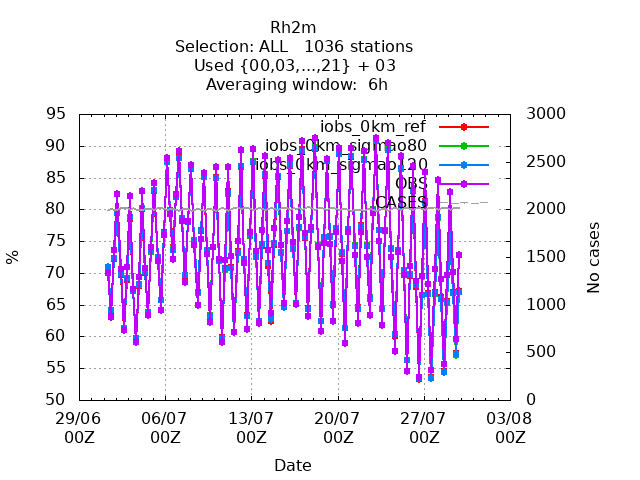 Rh2m
Selection: ALL 1036 stations
Used {00,03,...,21} + 03
Averaging window: 6h
95
90
85
80
75
70
65
60
55
50
%
3000
2500
2000
1500
1000
500
0
No cases
iobs_0km_ref
iobs_0km_sigmao80
iobs_0km_sigmao120
OBS
CASES
29/06 06/07 13/07 20/07 27/07 03/08
00Z 00Z 00Z 00Z 00Z 00Z
Date